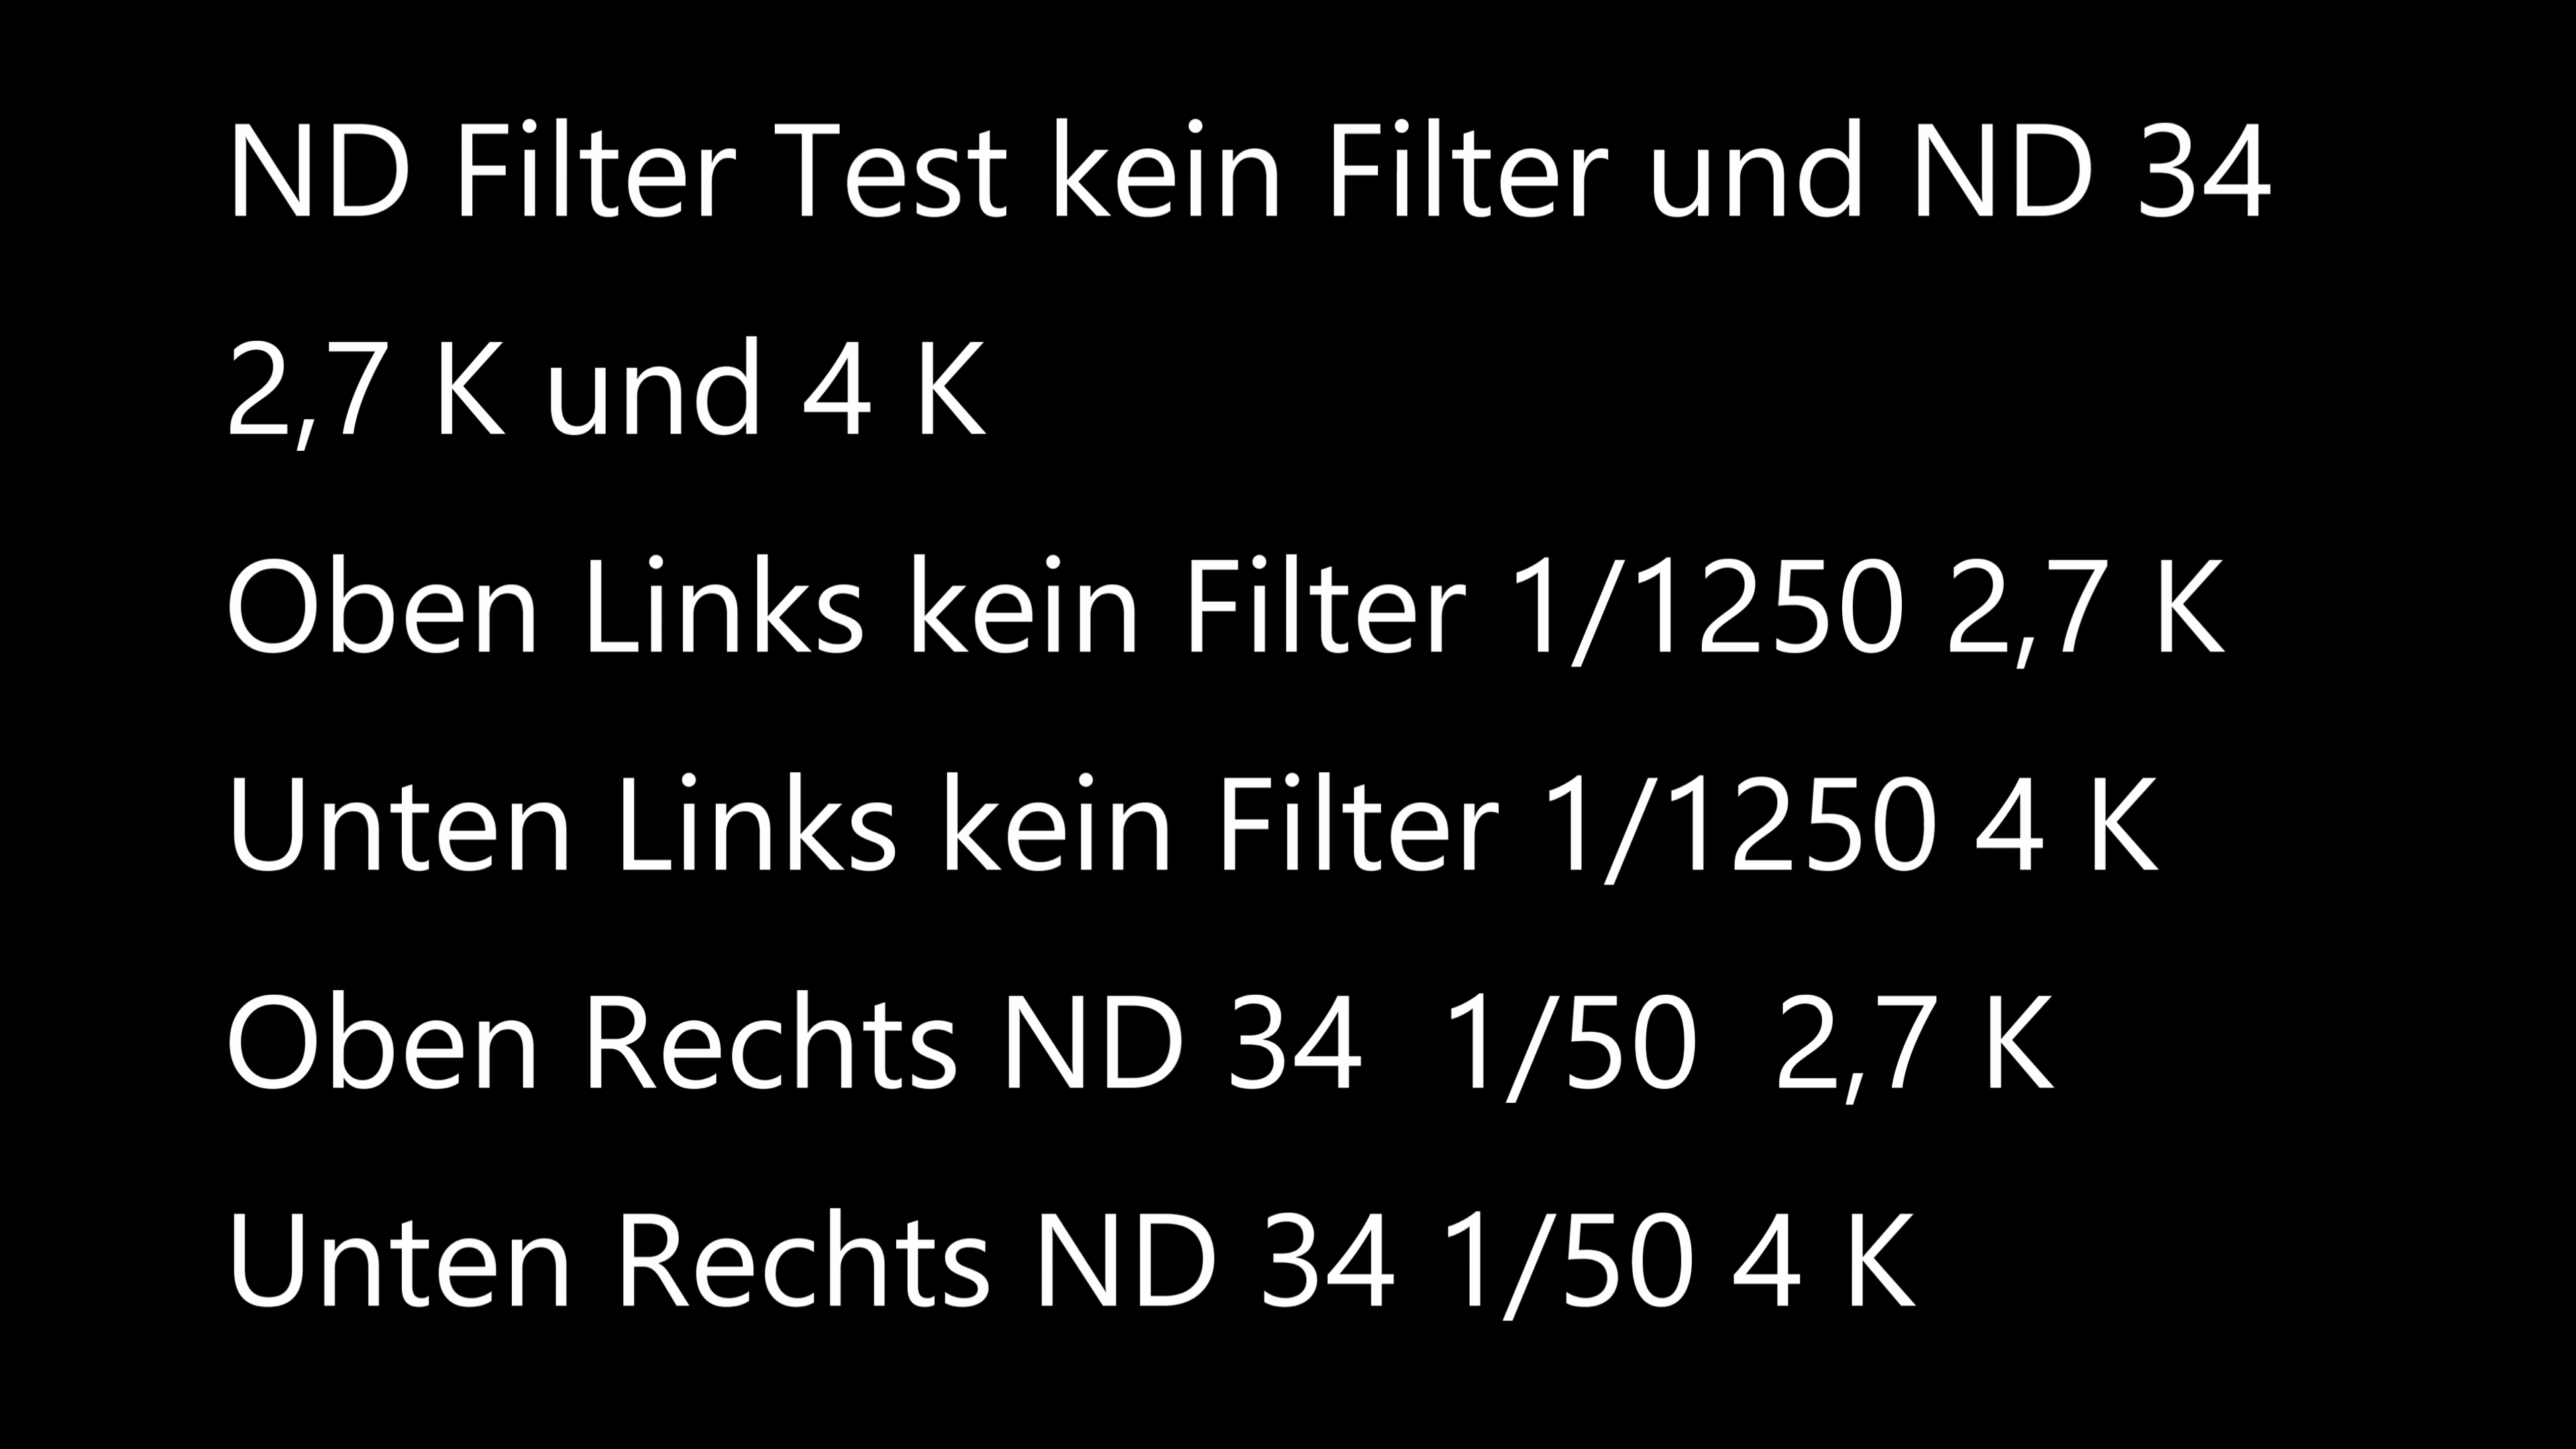 ND Filter Test kein Filter und ND 34
2,7 K und 4 K
Oben Links kein Filter 1/1250 2,7 K
Unten Links kein Filter 1/1250 4 K
Oben Rechts ND 34  1/50  2,7 K
Unten Rechts ND 34 1/50 4 K